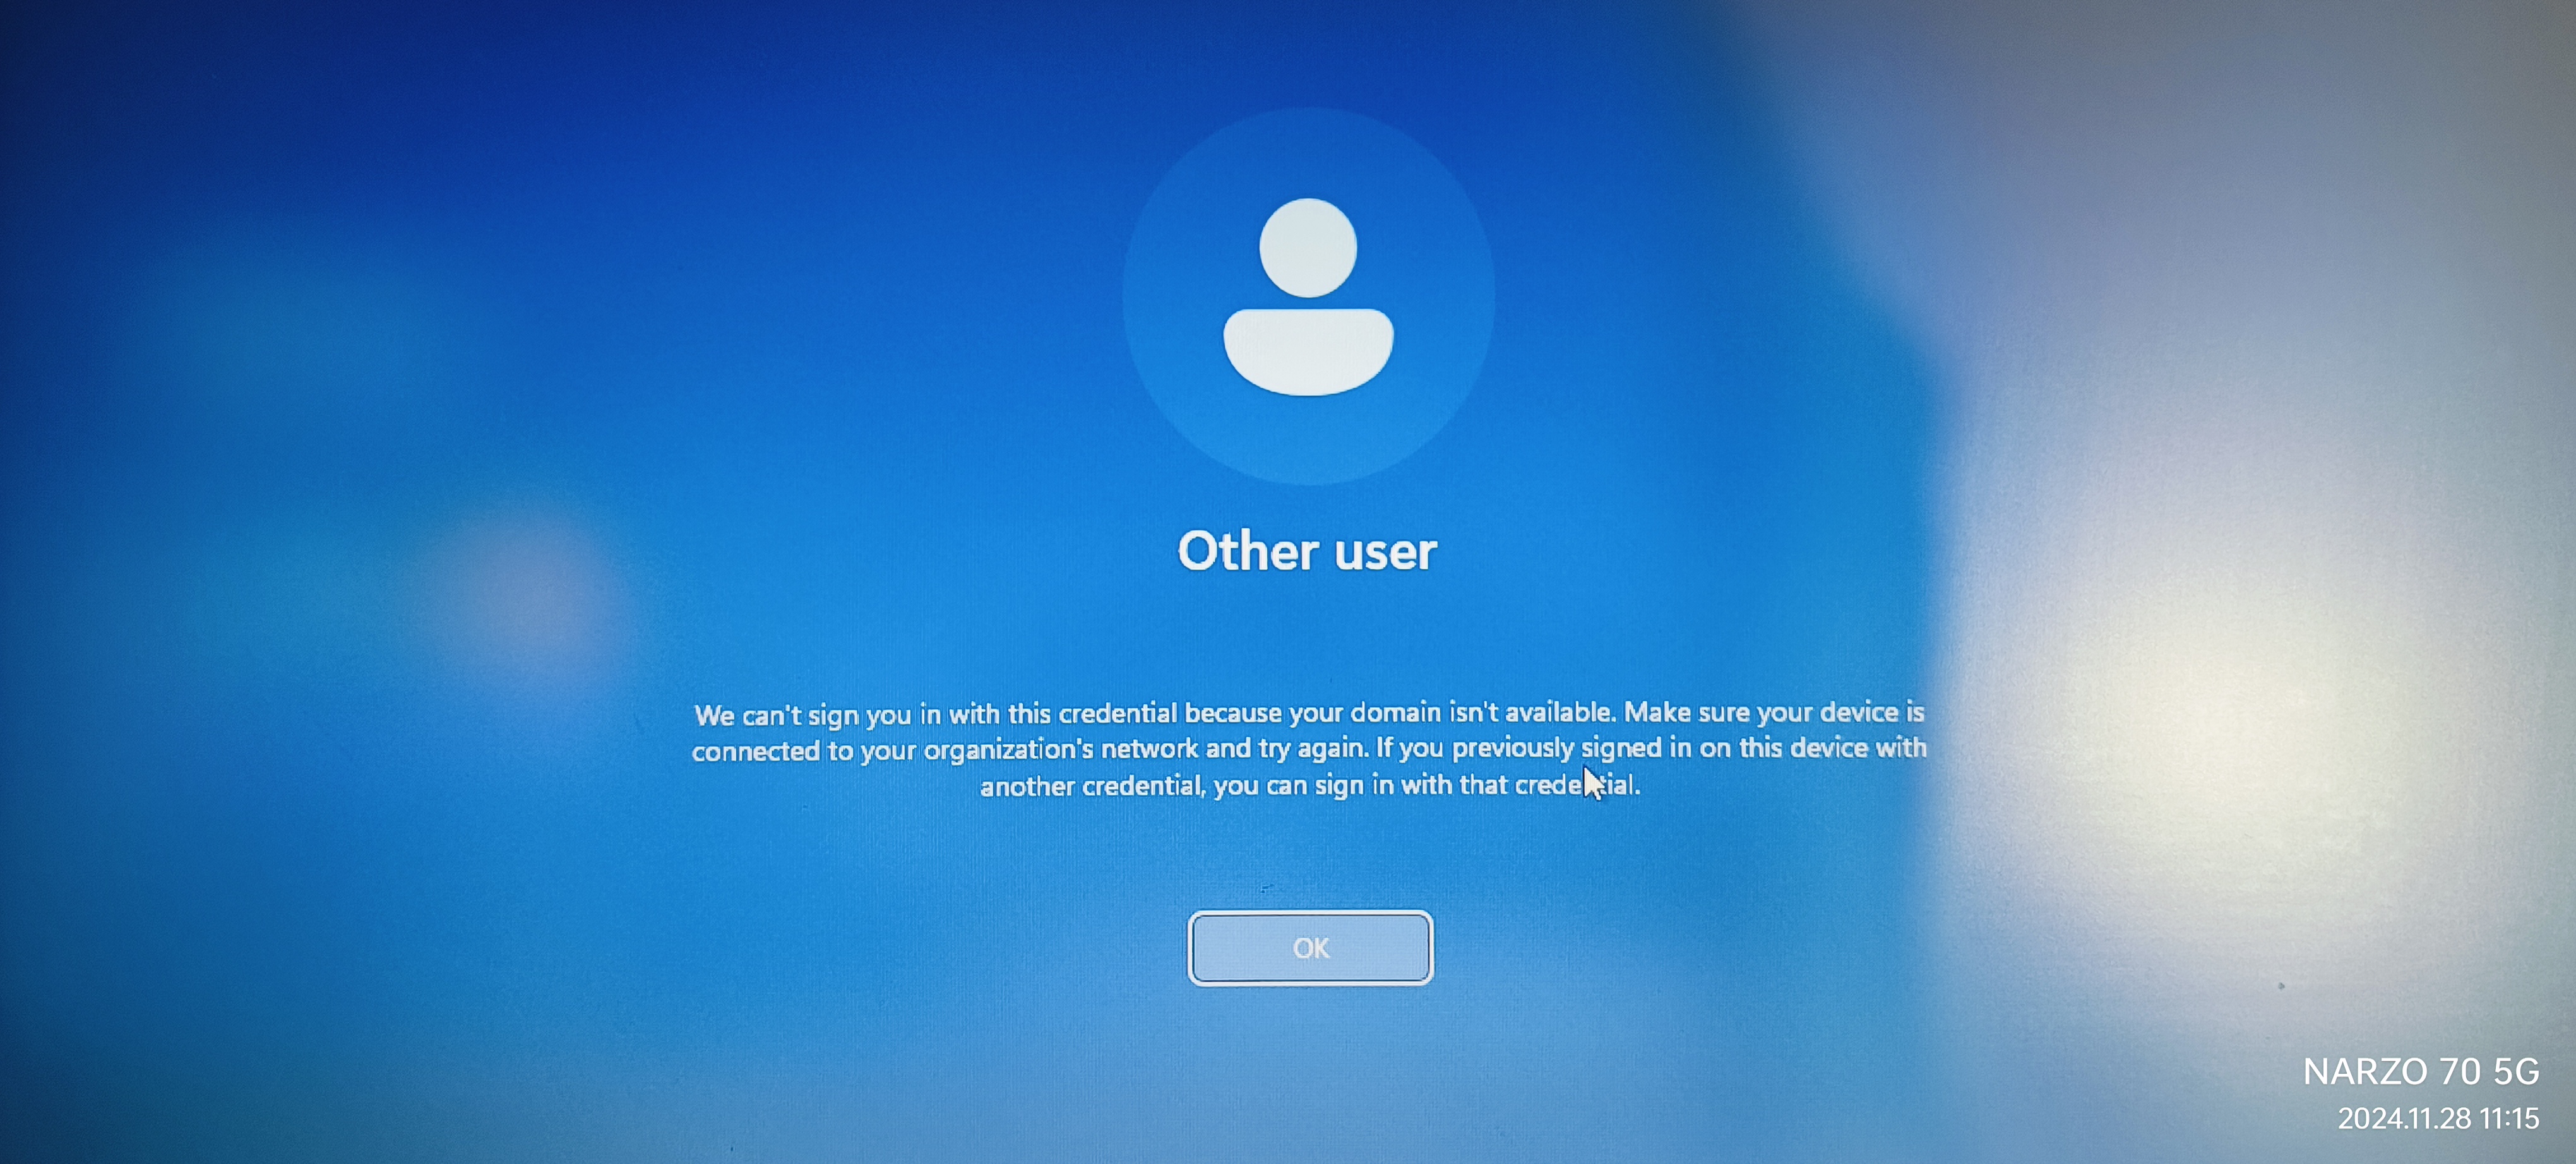 Other user
We can't sign you in with this credential because your domain isn't available. Make sure your device is
connected to your organization's network and try again. If you previously signed in on this device with
another credential, you can sign in with that credential.
OK
NARZO 70 5G
2024.11.28 11:15